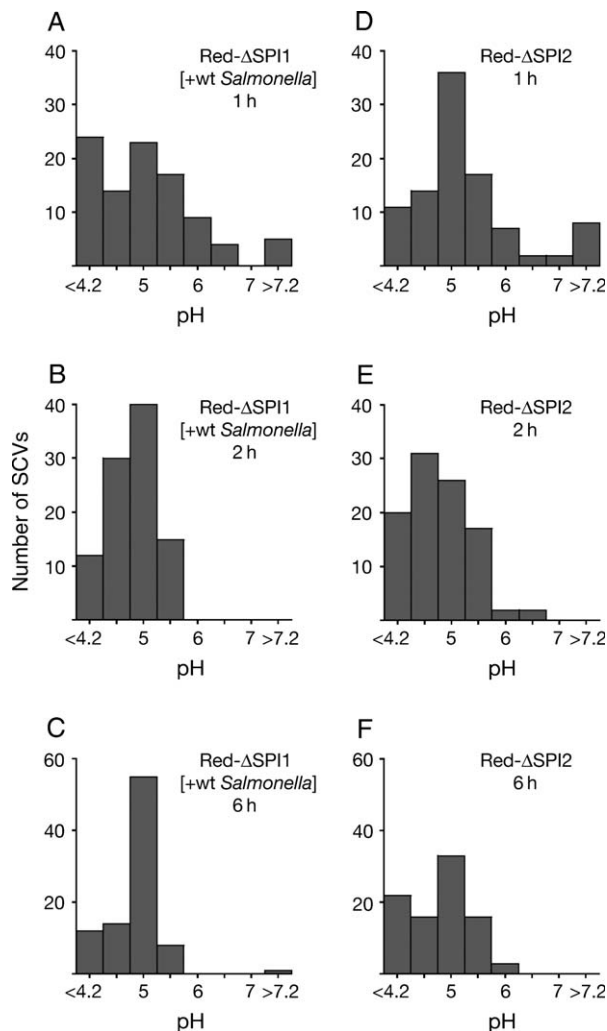 A
Red-ΔSPI1
[+wt Salmonella]
1 h
40
30
20
10
<4.2 5 6 7 >7.2
pH
D
Red-ΔSPI2
1 h
40
30
20
10
<4.2 5 6 7 >7.2
pH
Number of SCVs
B
Red-ΔSPI1
[+wt Salmonella]
2 h
40
30
20
10
<4.2 5 6 7 >7.2
pH
E
Red-ΔSPI2
2 h
40
30
20
10
<4.2 5 6 7 >7.2
pH
C
Red-ΔSPI1
[+wt Salmonella]
6 h
60
40
20
<4.2 5 6 7 >7.2
pH
F
Red-ΔSPI2
6 h
60
40
20
<4.2 5 6 7 >7.2
pH